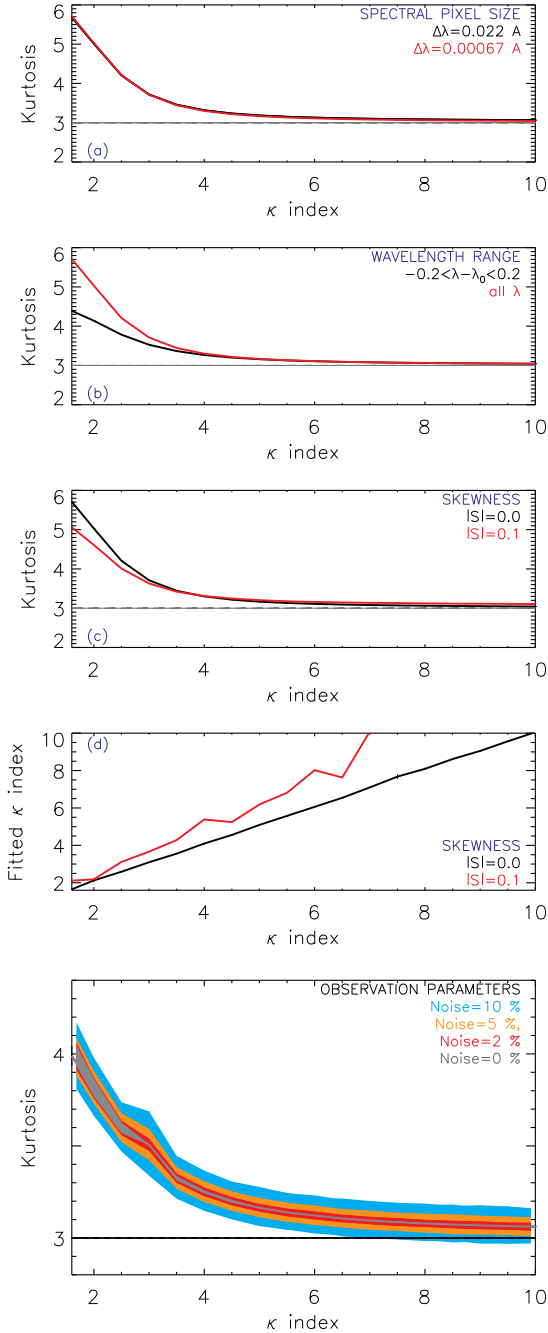 6
5
4
3
2
Kurtosis
SPECTRAL PIXEL SIZE
Δλ=0.022 A
Δλ=0.00067 A
(a)
2 4 6 8 10
κ index
6
5
4
3
2
Kurtosis
WAVELENGTH RANGE
−0.2<λ−λ₀<0.2
all λ
(b)
2 4 6 8 10
κ index
6
5
4
3
2
Kurtosis
SKEWNESS
|S|=0.0
|S|=0.1
(c)
2 4 6 8 10
κ index
10
8
6
4
2
Fitted κ index
(d)
SKEWNESS
|S|=0.0
|S|=0.1
2 4 6 8 10
κ index
4
3
Kurtosis
OBSERVATION PARAMETERS
Noise=10 %
Noise=5 %,
Noise=2 %
Noise=0 %
2 4 6 8 10
κ index